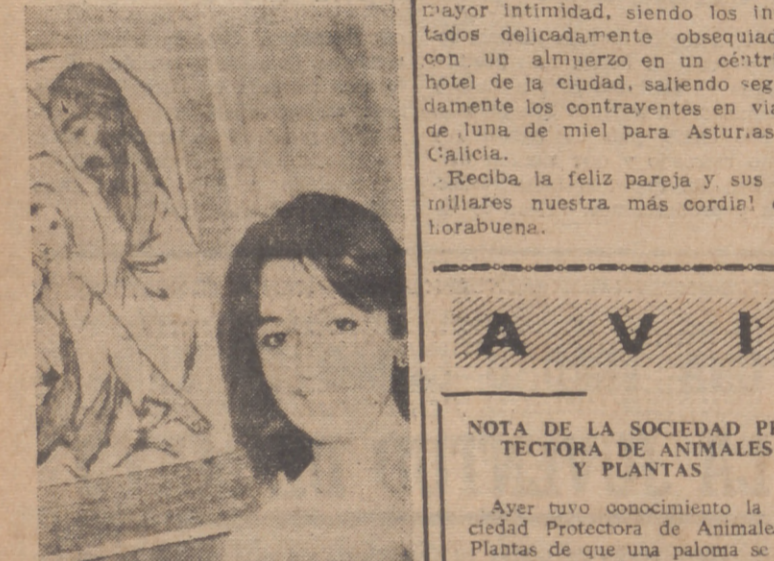 mayor intimidad, siendo los in
tados delicadamente obsequiad
con un almuerzo en un céntri
hotel de la ciudad, saliendo seg
damente los contrayentes en via
de luna de miel para Asturias
Galicia.
Reciba la feliz pareja y sus
miliares nuestra más cordial
horabuena.
A V I
NOTA DE LA SOCIEDAD P
TECTORA DE ANIMALES
Y PLANTAS
Ayer tuvo conocimiento la
ciedad Protectora de Animale
Plantas de que una paloma se